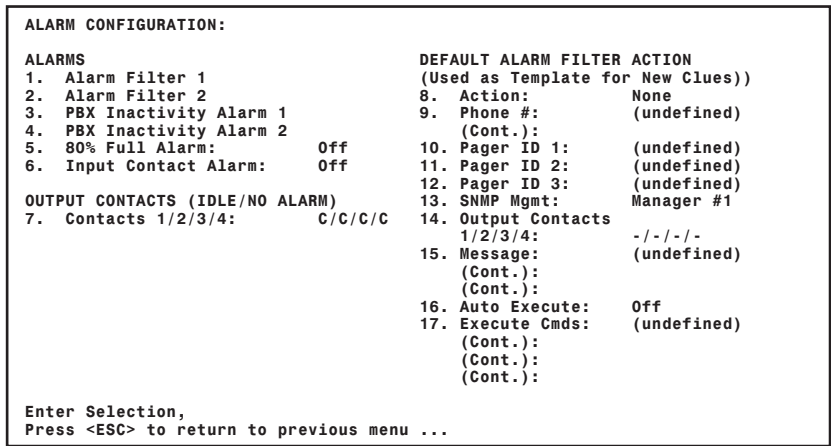 ALARM CONFIGURATION:
ALARMS
1. Alarm Filter 1
2. Alarm Filter 2
3. PBX Inactivity Alarm 1
4. PBX Inactivity Alarm 2
5. 80% Full Alarm: Off
6. Input Contact Alarm: Off
OUTPUT CONTACTS (IDLE/NO ALARM)
7. Contacts 1/2/3/4: C/C/C/C
DEFAULT ALARM FILTER ACTION
(Used as Template for New Clues))
8. Action: None
9. Phone #: (undefined)
(Cont.):
10. Pager ID 1: (undefined)
11. Pager ID 2: (undefined)
12. Pager ID 3: (undefined)
13. SNMP Mgmt: Manager #1
14. Output Contacts
1/2/3/4: -/-/-/-
15. Message: (undefined)
(Cont.):
(Cont.):
16. Auto Execute: Off
17. Execute Cmds: (undefined)
(Cont.):
(Cont.):
(Cont.):
Enter Selection,
Press <ESC> to return to previous menu ...